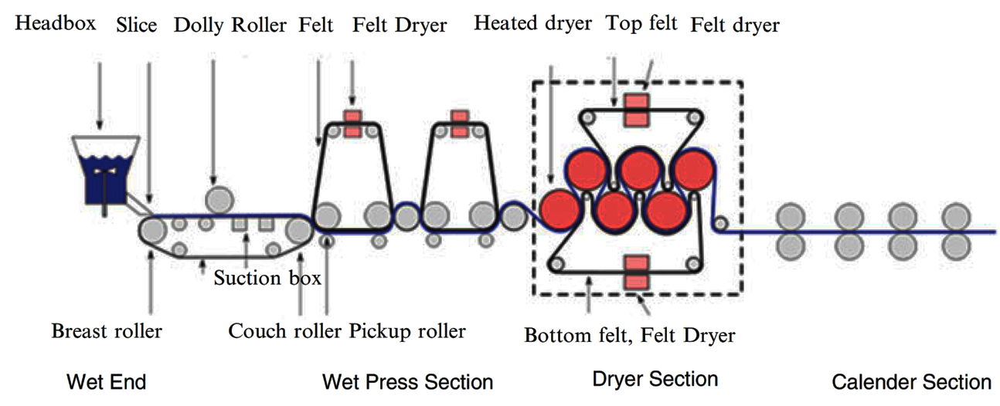 Headbox Slice Dolly Roller Felt Felt Dryer Heated dryer Top felt Felt dryer
Suction box
Breast roller Couch roller Pickup roller Bottom felt, Felt Dryer
Wet End Wet Press Section Dryer Section Calender Section